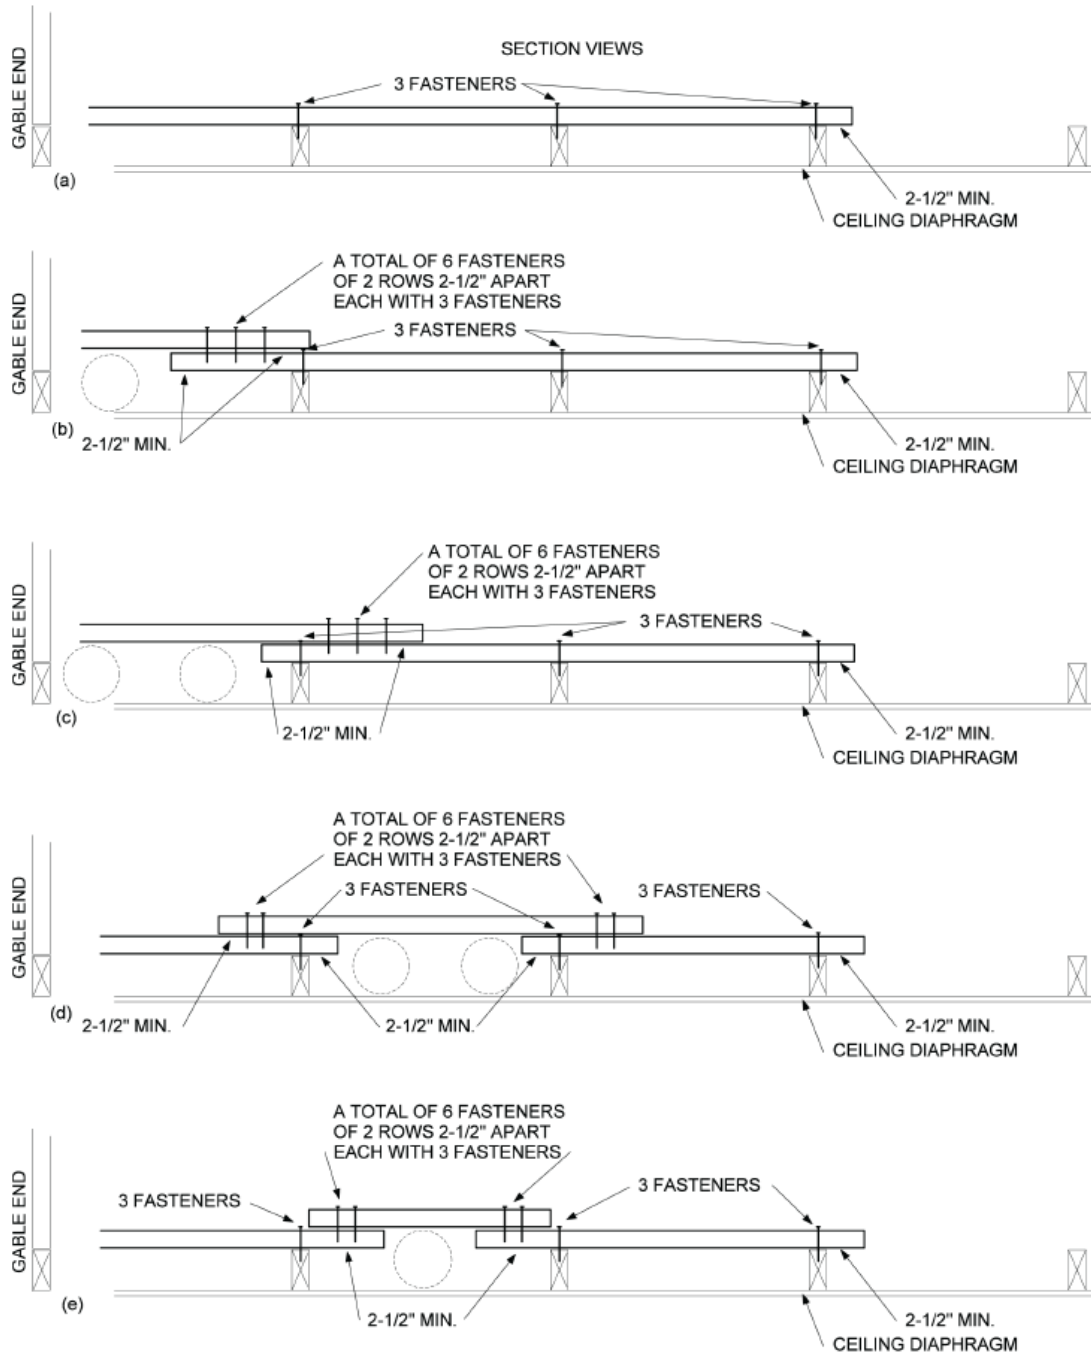 SECTION VIEWS
GABLE END
3 FASTENERS
(a)
2-1/2" MIN.
CEILING DIAPHRAGM
A TOTAL OF 6 FASTENERS
OF 2 ROWS 2-1/2" APART
EACH WITH 3 FASTENERS
GABLE END
3 FASTENERS
(b)
2-1/2" MIN.
2-1/2" MIN.
CEILING DIAPHRAGM
A TOTAL OF 6 FASTENERS
OF 2 ROWS 2-1/2" APART
EACH WITH 3 FASTENERS
GABLE END
3 FASTENERS
(c)
2-1/2" MIN.
2-1/2" MIN.
CEILING DIAPHRAGM
A TOTAL OF 6 FASTENERS
OF 2 ROWS 2-1/2" APART
EACH WITH 3 FASTENERS
GABLE END
3 FASTENERS
3 FASTENERS
(d)
2-1/2" MIN.
2-1/2" MIN.
2-1/2" MIN.
CEILING DIAPHRAGM
A TOTAL OF 6 FASTENERS
OF 2 ROWS 2-1/2" APART
EACH WITH 3 FASTENERS
GABLE END
3 FASTENERS
3 FASTENERS
(e)
2-1/2" MIN.
2-1/2" MIN.
CEILING DIAPHRAGM